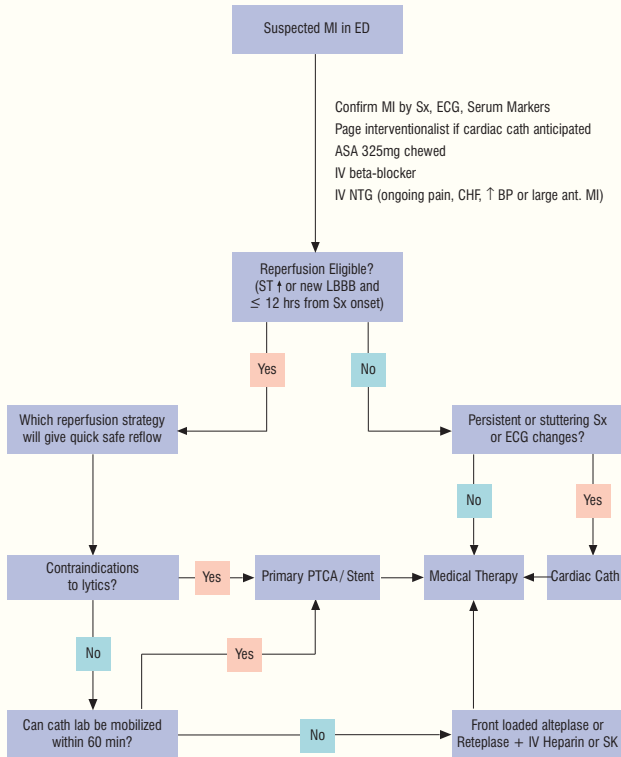 Suspected MI in ED
Confirm MI by Sx, ECG, Serum Markers
Page interventionalist if cardiac cath anticipated
ASA 325mg chewed
IV beta-blocker
IV NTG (ongoing pain, CHF, ↑ BP or large ant. MI)
Reperfusion Eligible?
(ST ↑ or new LBBB and
≤ 12 hrs from Sx onset)
Yes
No
Which reperfusion strategy
will give quick safe reflow
Persistent or stuttering Sx
or ECG changes?
No
Yes
Contraindications
to lytics?
Yes
Primary PTCA / Stent
Medical Therapy
Cardiac Cath
No
Yes
Can cath lab be mobilized
within 60 min?
No
Front loaded alteplase or
Reteplase + IV Heparin or SK